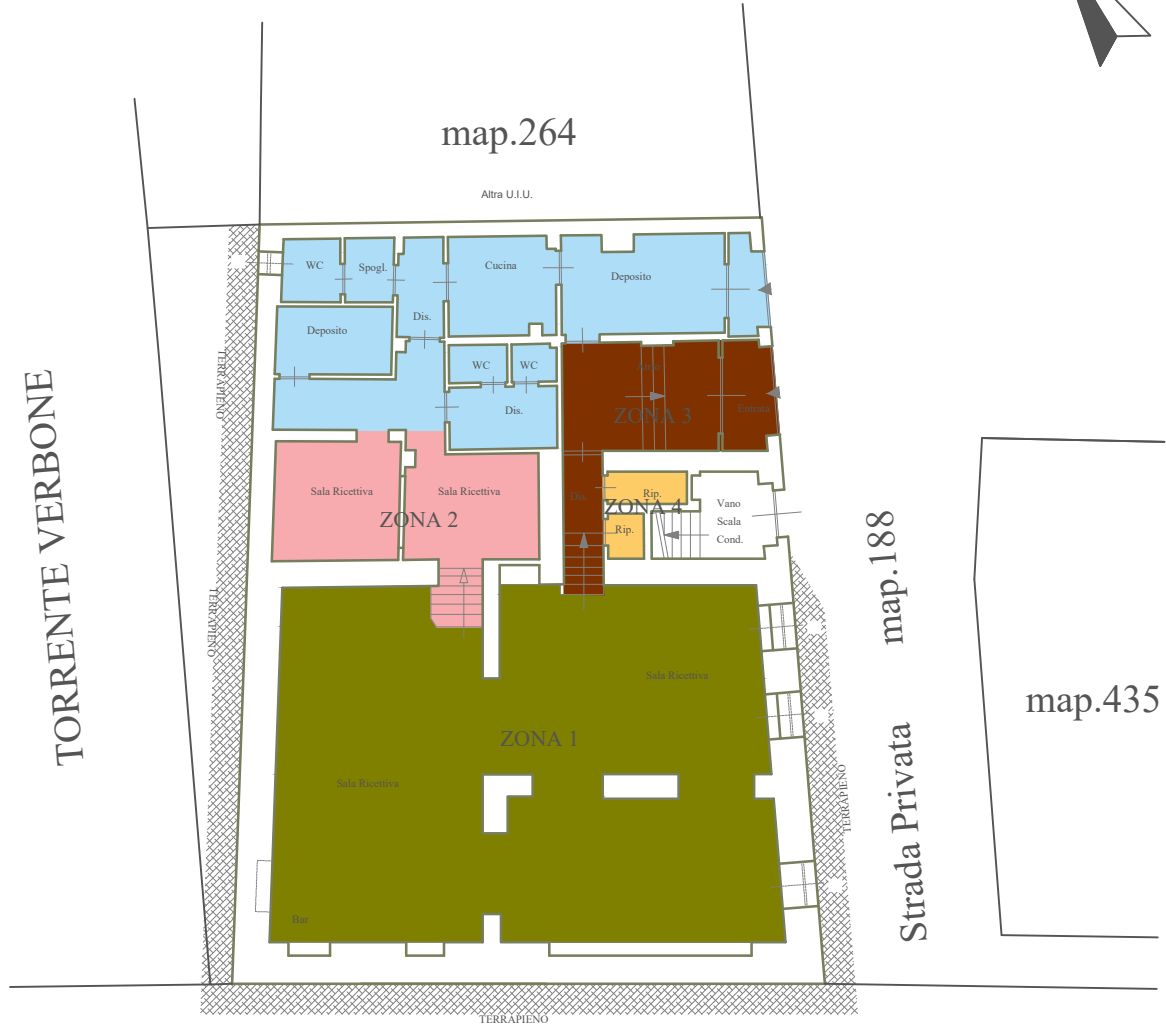 map.264
Altra U.I.U.
WC
Spogl.
Cucina
Deposito
Dis.
Deposito
WC
WC
Dis.
ZONA 3
Entrata
Sala Ricettiva
Sala Ricettiva
ZONA 2
Dis.
Rip.
ZONA 4
Rip.
Vano
Scala
Cond.
TERRAPIENO
TERRAPIENO
TORRENTE VERBONE
map.188
Strada Privata
map.435
Sala Ricettiva
ZONA 1
Sala Ricettiva
Bar
TERRAPIENO
TERRAPIENO